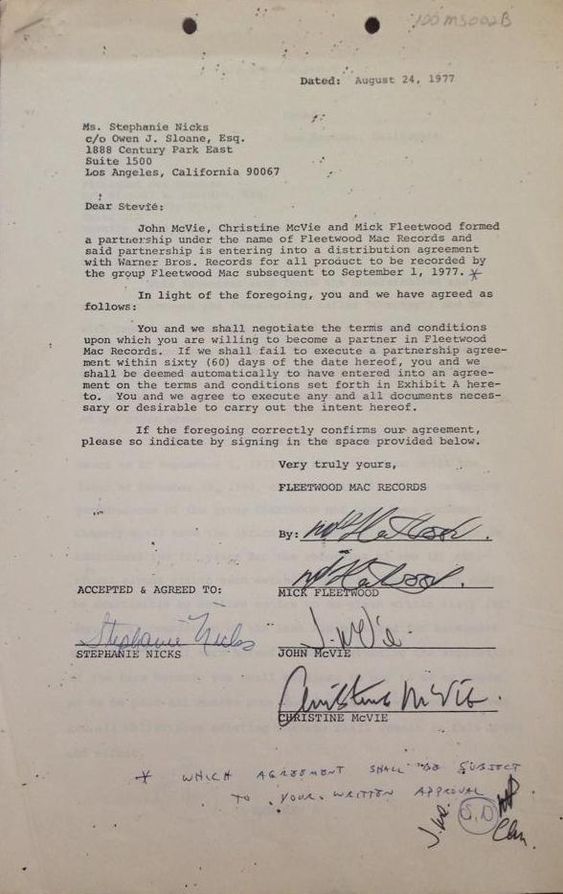 100MS002B
Dated: August 24, 1977
Ms. Stephanie Nicks
c/o Owen J. Sloane, Esq.
1888 Century Park East
Suite 1500
Los Angeles, California 90067
Dear Stevie:
John McVie, Christine McVie and Mick Fleetwood formed
a partnership under the name of Fleetwood Mac Records and
said partnership is entering into a distribution agreement
with Warner Bros. Records for all product to be recorded by
the group Fleetwood Mac subsequent to September 1, 1977. *
In light of the foregoing, you and we have agreed as
follows:
You and we shall negotiate the terms and conditions
upon which you are willing to become a partner in Fleetwood
Mac Records. If we shall fail to execute a partnership agree-
ment within sixty (60) days of the date hereof, you and we
shall be deemed automatically to have entered into an agree-
ment on the terms and conditions set forth in Exhibit A here-
to. You and we agree to execute any and all documents neces-
sary or desirable to carry out the intent hereof.
If the foregoing correctly confirms our agreement,
please so indicate by signing in the space provided below.
Very truly yours,
FLEETWOOD MAC RECORDS
By:
ACCEPTED & AGREED TO:
MICK FLEETWOOD
Stephanie Nicks
J. McVie
STEPHANIE NICKS
JOHN McVIE
Christine McVie.
CHRISTINE McVIE
* WHICH AGREEMENT SHALL BE SUBJECT
TO YOUR WRITTEN APPROVAL